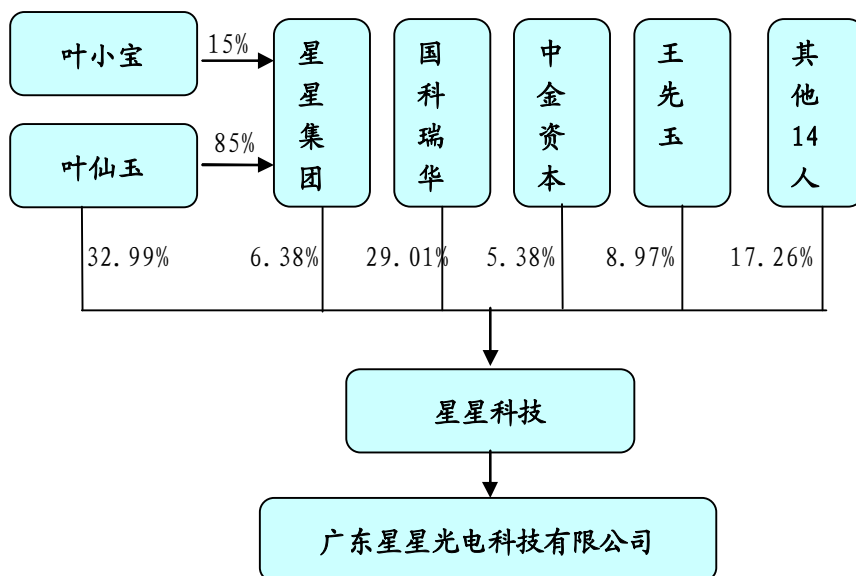 叶小宝
15%
叶仙玉
85%
星星集团
国科瑞华
中金资本
王先玉
其他14人
32.99%
6.38%
29.01%
5.38%
8.97%
17.26%
星星科技
广东星星光电科技有限公司